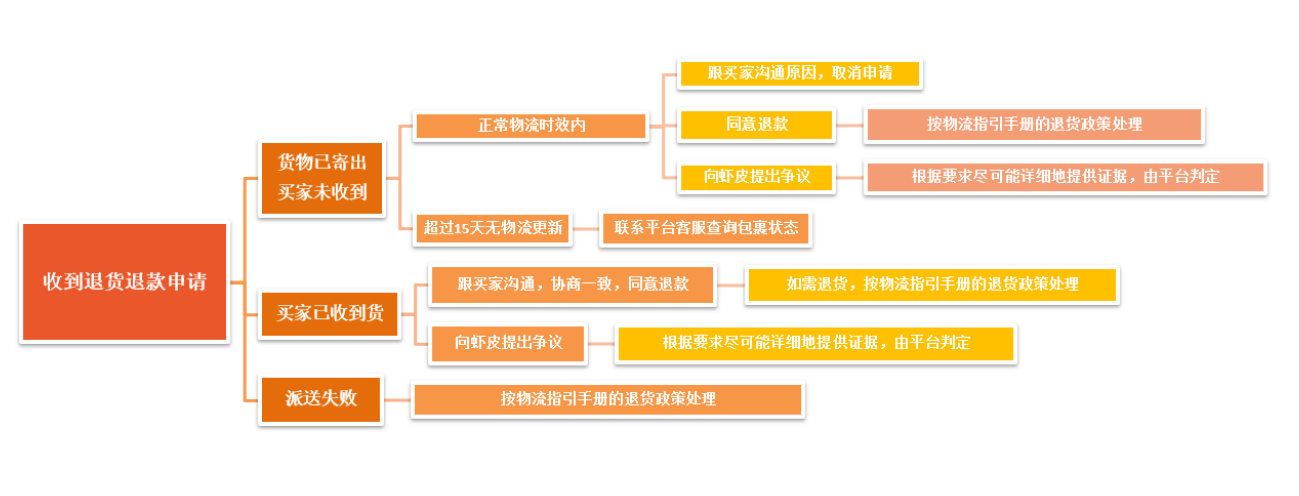 收到退货退款申请
货物已寄出
买家未收到
正常物流时效内
跟买家沟通原因，取消申请
同意退款
按物流指引手册的退货政策处理
向虾皮提出争议
根据要求尽可能详细地提供证据，由平台判定
超过15天无物流更新
联系平台客服查询包裹状态
买家已收到货
跟买家沟通，协商一致，同意退款
如需退货，按物流指引手册的退货政策处理
向虾皮提出争议
根据要求尽可能详细地提供证据，由平台判定
派送失败
按物流指引手册的退货政策处理